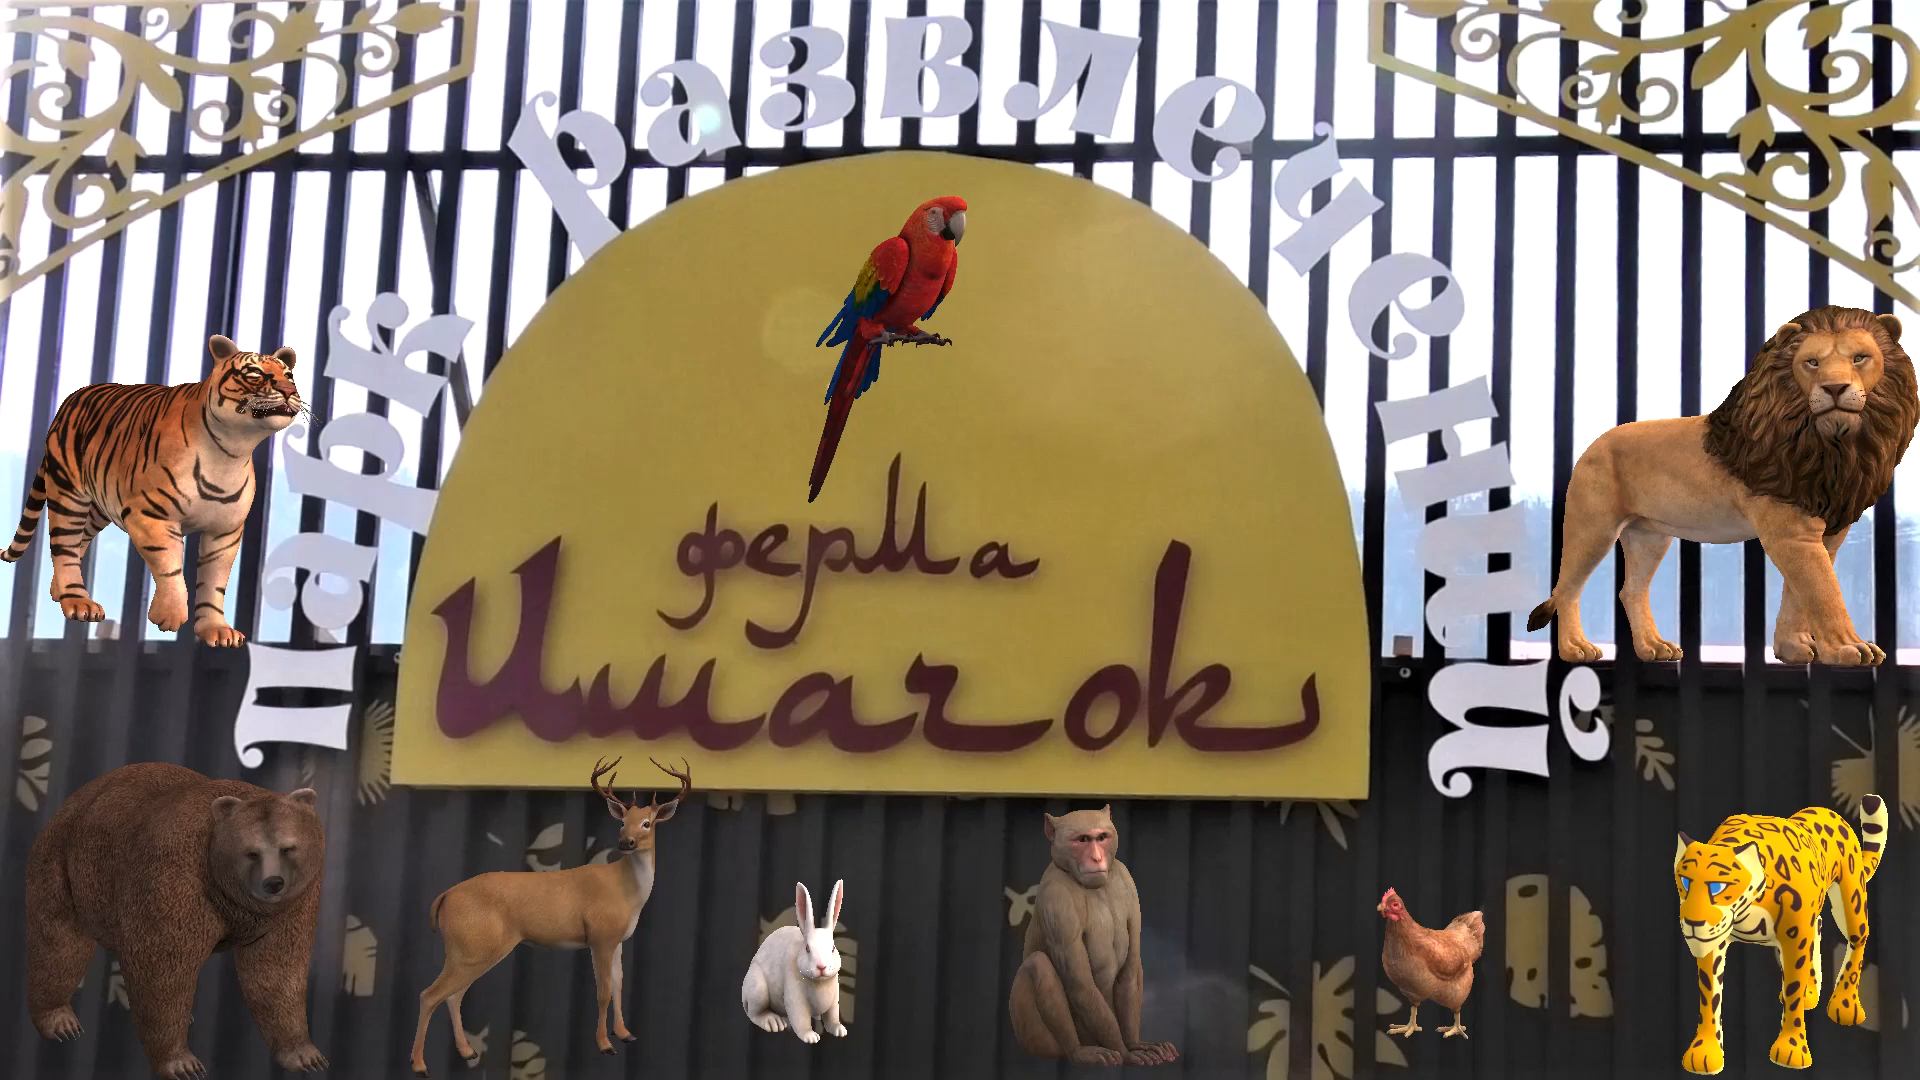 парк развлечений
ферма
Ишачок